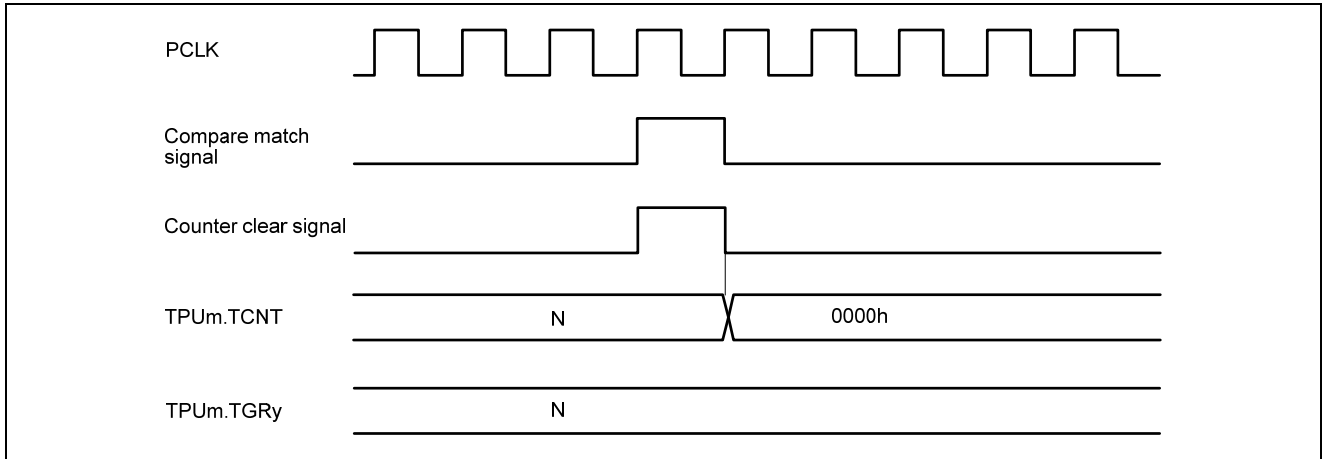 PCLK
Compare match
signal
Counter clear signal
TPUm.TCNT
N
0000h
TPUm.TGRy
N